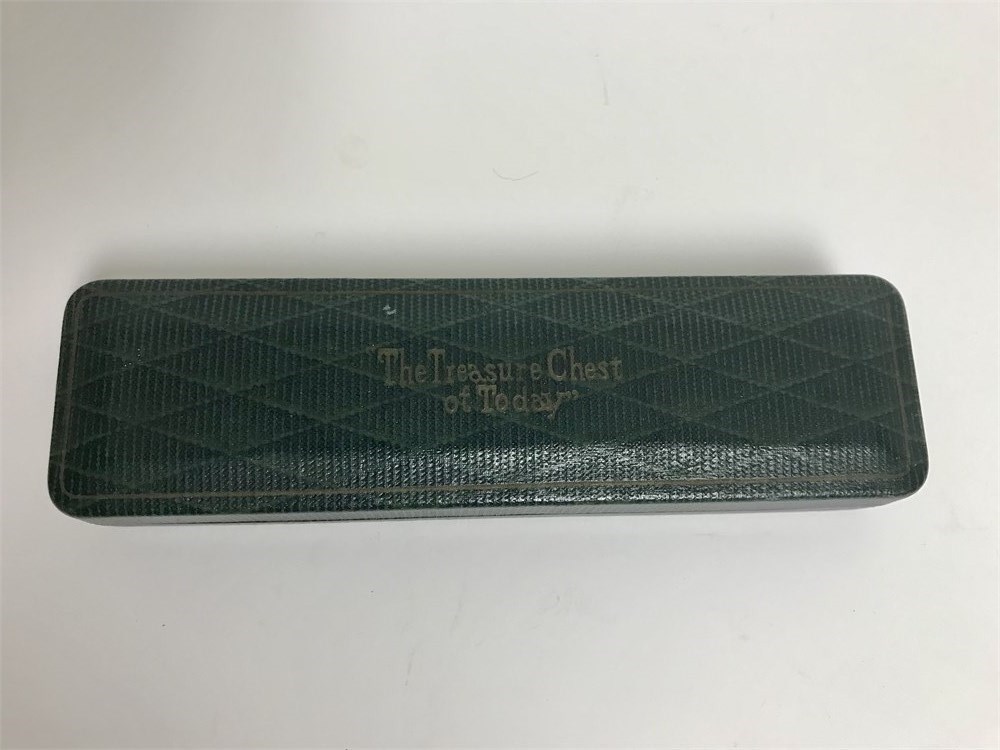 "The Treasure Chest
of Today"